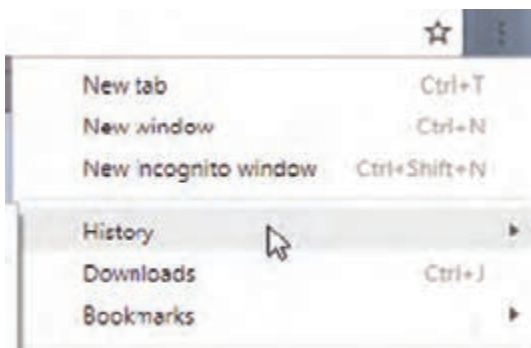 New tab Ctrl+T
New window Ctrl+N
New incognito window Ctrl+Shift+N
History
Downloads Ctrl+J
Bookmarks